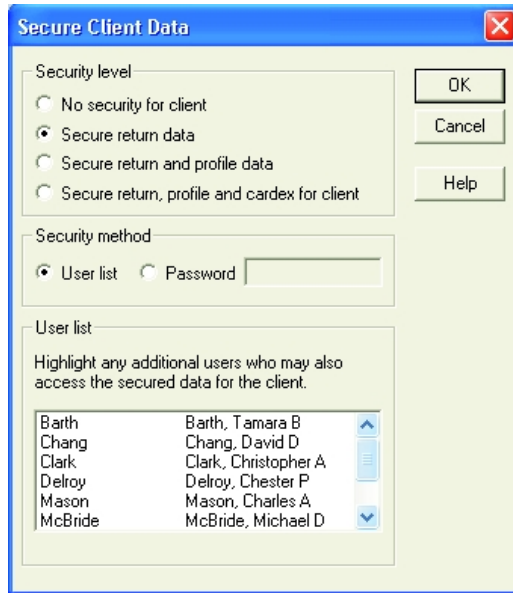 Secure Client Data
Security level
No security for client
Secure return data
Secure return and profile data
Secure return, profile and cardex for client
OK
Cancel
Help
Security method
User list Password
User list
Highlight any additional users who may also
access the secured data for the client.
Barth Barth, Tamara B
Chang Chang, David D
Clark Clark, Christopher A
Delroy Delroy, Chester P
Mason Mason, Charles A
McBride McBride, Michael D